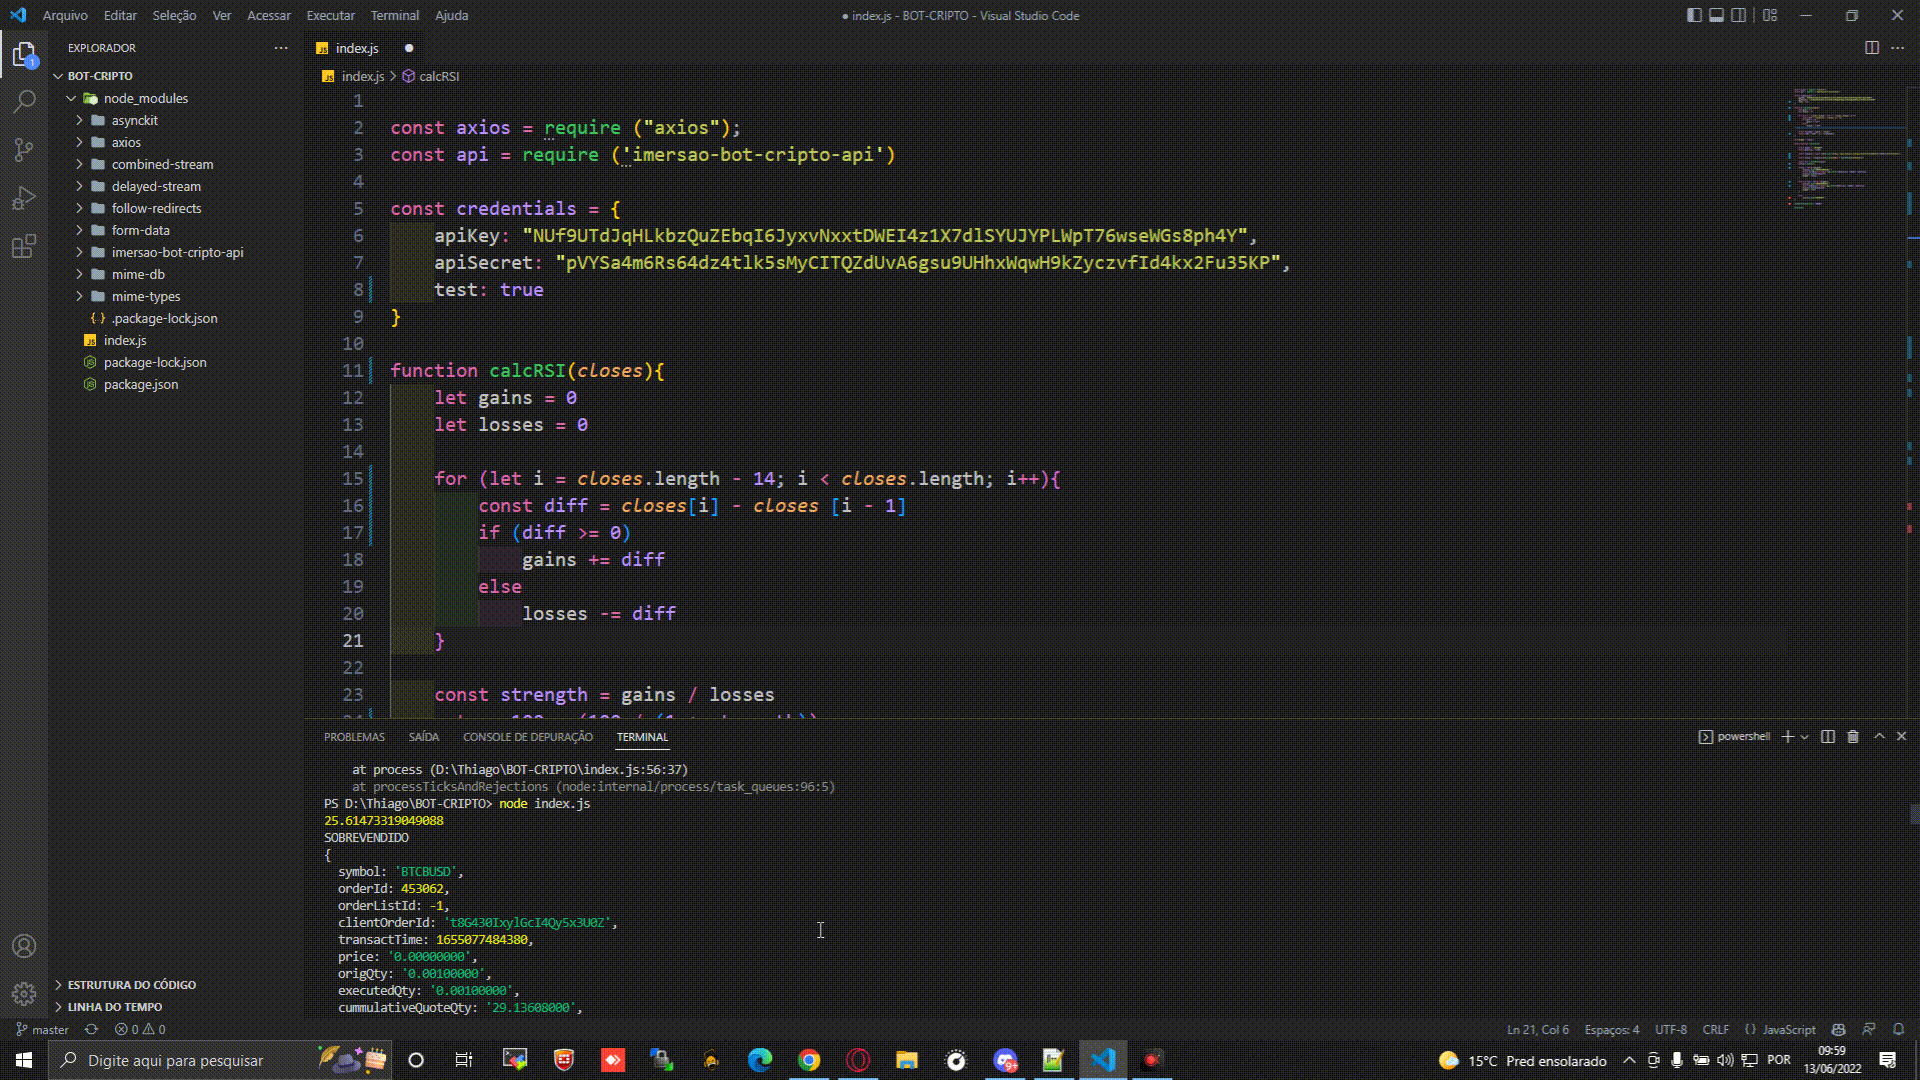 Arquivo Editar Seleção Ver Acessar Executar Terminal Ajuda
● index.js - BOT-CRIPTO - Visual Studio Code
EXPLORADOR
BOT-CRIPTO
node_modules
asynckit
axios
combined-stream
delayed-stream
follow-redirects
form-data
imersao-bot-cripto-api
mime-db
mime-types
.package-lock.json
index.js
package-lock.json
package.json
ESTRUTURA DO CÓDIGO
LINHA DO TEMPO
JS index.js
JS index.js > calcRSI
1
2 const axios = require ("axios");
3 const api = require ('imersao-bot-cripto-api')
4
5 const credentials = {
6 apiKey: "NUf9UTdJqHLkbzQuZEbqI6JyxvNxxtDWEI4z1X7dlSYUJYPLWpT76wseWGs8ph4Y",
7 apiSecret: "pVYSa4m6Rs64dz4tlk5sMyCITQZdUvA6gsu9UHhxWqwH9kZyczvfId4kx2Fu35KP",
8 test: true
9 }
10
11 function calcRSI(closes){
12 let gains = 0
13 let losses = 0
14
15 for (let i = closes.length - 14; i < closes.length; i++){
16 const diff = closes[i] - closes [i - 1]
17 if (diff >= 0)
18 gains += diff
19 else
20 losses -= diff
21 }
22
23 const strength = gains / losses
PROBLEMAS SAÍDA CONSOLE DE DEPURAÇÃO TERMINAL
powershell
at process (D:\Thiago\BOT-CRIPTO\index.js:56:37)
at processTicksAndRejections (node:internal/process/task_queues:96:5)
PS D:\Thiago\BOT-CRIPTO> node index.js
25.61473319049088
SOBREVENDIDO
{
symbol: 'BTCBUSD',
orderId: 453062,
orderListId: -1,
clientOrderId: 't8G430IxylGcI4Qy5x3U0Z',
transactTime: 1655077484380,
price: '0.00000000',
origQty: '0.00100000',
executedQty: '0.00100000',
cummulativeQuoteQty: '29.13608000',
master 0 0
Ln 21, Col 6 Espaços: 4 UTF-8 CRLF {} JavaScript
Digite aqui para pesquisar
15°C Pred ensolarado
POR
09:59
13/06/2022